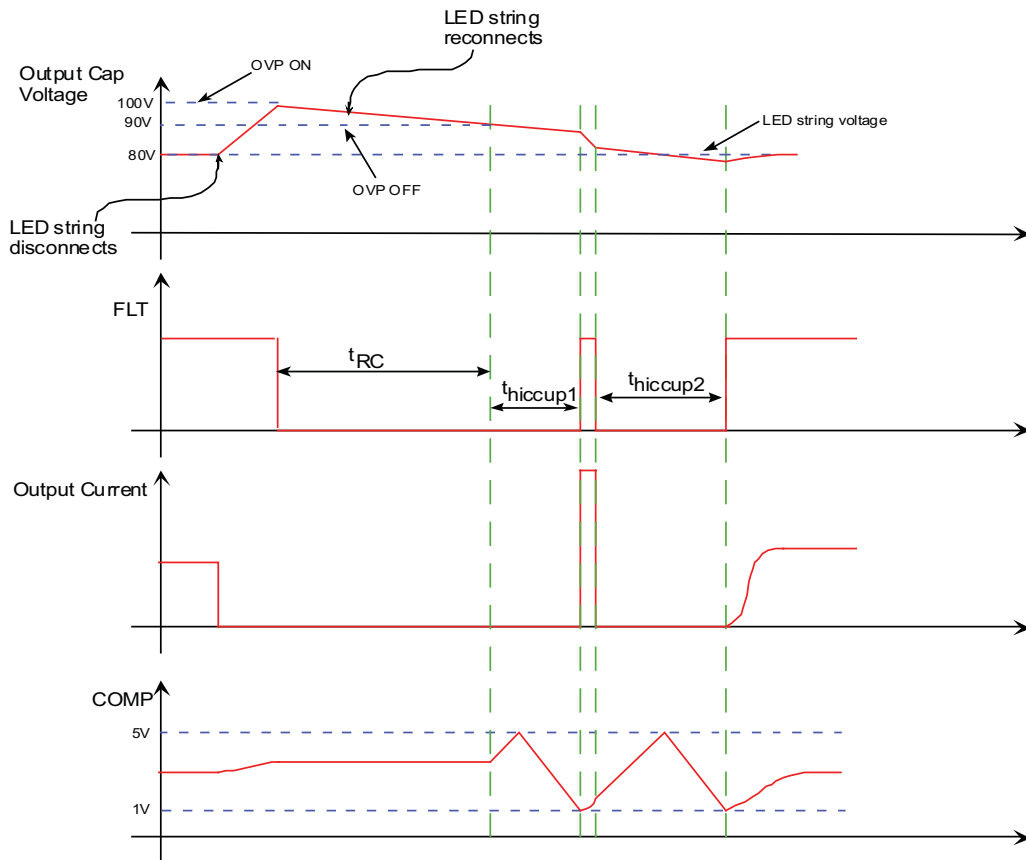 LED string
reconnects
OVP ON
Output Cap
Voltage
100V
90V
LED string voltage
80V
OVP OFF
LED string
disconnects
FLT
tRC
thiccup1
thiccup2
Output Current
COMP
5V
1V